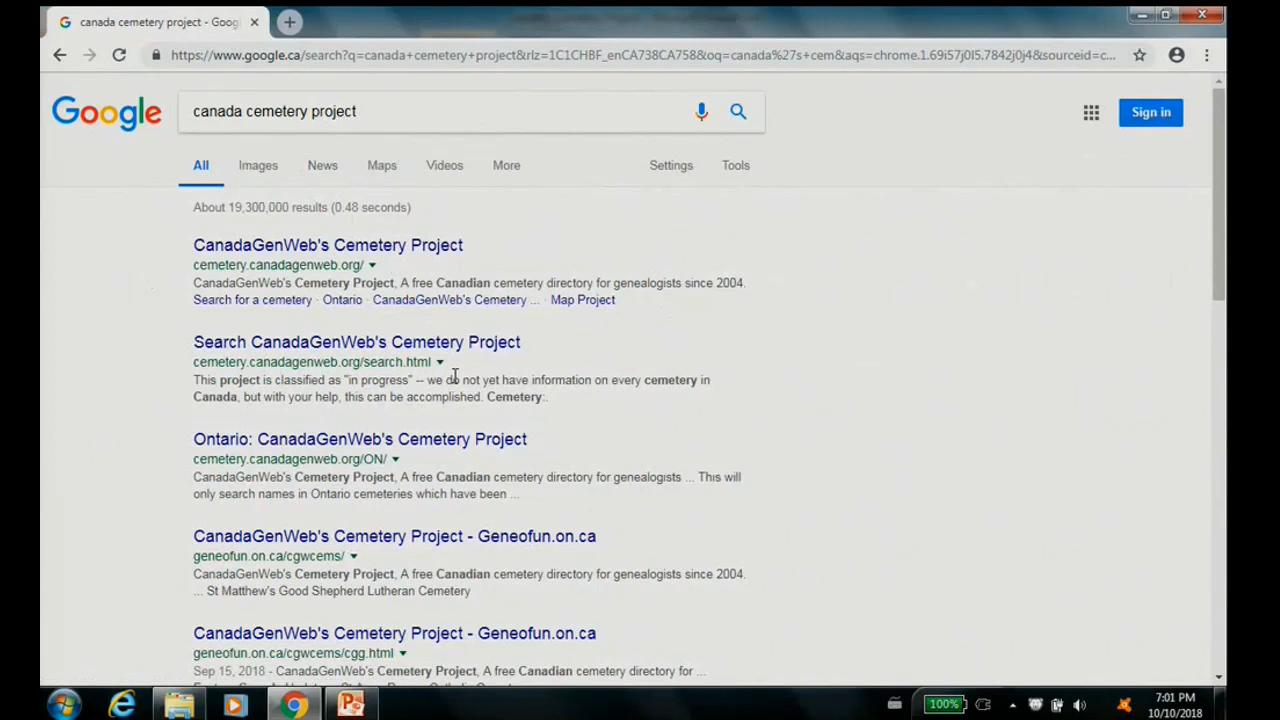 canada cemetery project - Googl
https://www.google.ca/search?q=canada+cemetery+project&rlz=1C1CHBF_enCA738CA758&oq=canada%27s+cem&aqs=chrome.1.69i57j0l5.7842j0j4&sourceid=c...
Google
canada cemetery project
Sign in
All Images News Maps Videos More Settings Tools
About 19,300,000 results (0.48 seconds)
CanadaGenWeb's Cemetery Project
cemetery.canadagenweb.org/
CanadaGenWeb's Cemetery Project, A free Canadian cemetery directory for genealogists since 2004.
Search for a cemetery · Ontario · CanadaGenWeb's Cemetery ... · Map Project
Search CanadaGenWeb's Cemetery Project
cemetery.canadagenweb.org/search.html
This project is classified as "in progress" -- we do not yet have information on every cemetery in
Canada, but with your help, this can be accomplished. Cemetery:.
Ontario: CanadaGenWeb's Cemetery Project
cemetery.canadagenweb.org/ON/
CanadaGenWeb's Cemetery Project, A free Canadian cemetery directory for genealogists ... This will
only search names in Ontario cemeteries which have been ...
CanadaGenWeb's Cemetery Project - Geneofun.on.ca
geneofun.on.ca/cgwcems/
CanadaGenWeb's Cemetery Project, A free Canadian cemetery directory for genealogists since 2004.
... St Matthew's Good Shepherd Lutheran Cemetery
CanadaGenWeb's Cemetery Project - Geneofun.on.ca
geneofun.on.ca/cgwcems/cgg.html
Sep 15, 2018 - CanadaGenWeb's Cemetery Project, A free Canadian cemetery directory for ...
100%
7:01 PM
10/10/2018